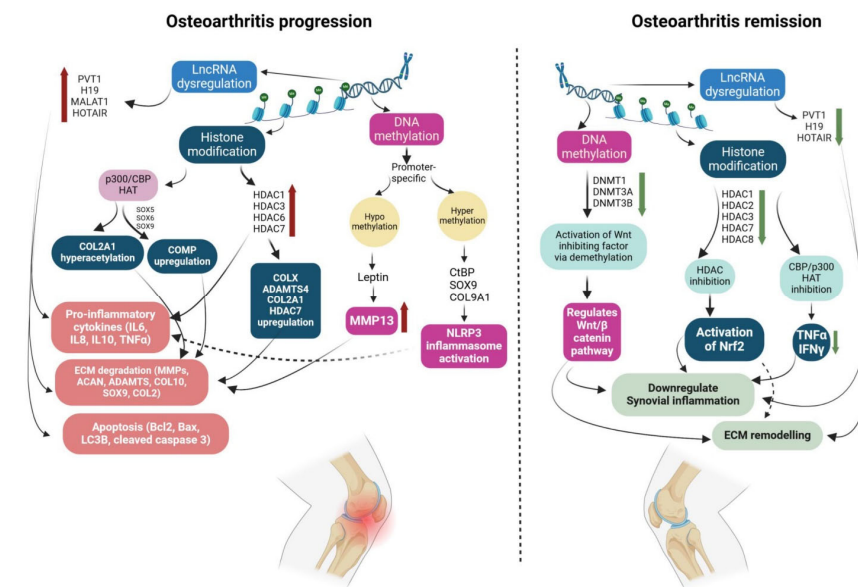 Osteoarthritis progression
PVT1
H19
MALAT1
HOTAIR
LncRNA
dysregulation
Histone
modification
DNA
methylation
Promoter-
specific
p300/CBP
HAT
SOX5
SOX6
SOX9
HDAC1
HDAC3
HDAC6
HDAC7
Hypo
methylation
Hyper
methylation
COL2A1
hyperacetylation
COMP
upregulation
COLX
ADAMTS4
COL2A1
HDAC7
upregulation
Leptin
CtBP
SOX9
COL9A1
MMP13
NLRP3
inflammasome
activation
Pro-inflammatory
cytokines (IL6,
IL8, IL10, TNFα)
ECM degradation (MMPs,
ACAN, ADAMTS, COL10,
SOX9, COL2)
Apoptosis (Bcl2, Bax,
LC3B, cleaved caspase 3)
Osteoarthritis remission
LncRNA
dysregulation
PVT1
H19
HOTAIR
DNA
methylation
Histone
modification
DNMT1
DNMT3A
DNMT3B
HDAC1
HDAC2
HDAC3
HDAC7
HDAC8
Activation of Wnt
inhibiting factor
via demethylation
HDAC
inhibition
CBP/p300
HAT
inhibition
Regulates
Wnt/β
catenin
pathway
Activation
of Nrf2
TNFα
IFNγ
Downregulate
Synovial inflammation
ECM remodelling